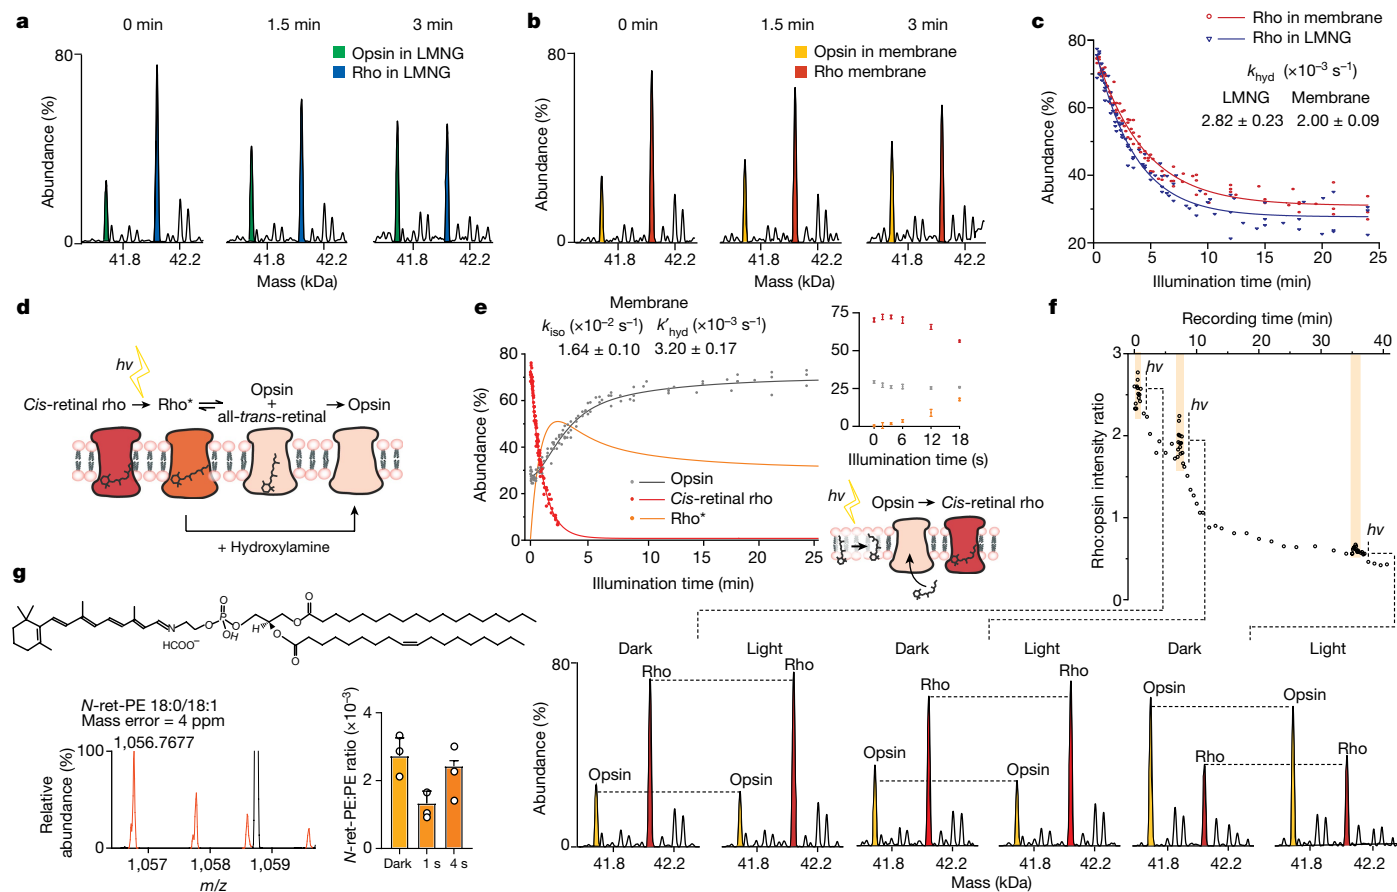 a
0 min
1.5 min
3 min
Opsin in LMNG
Rho in LMNG
80
0
Abundance (%)
41.8
42.2
41.8
42.2
41.8
42.2
Mass (kDa)
b
0 min
1.5 min
3 min
Opsin in membrane
Rho membrane
80
0
Abundance (%)
41.8
42.2
41.8
42.2
41.8
42.2
Mass (kDa)
c
Rho in membrane
Rho in LMNG
k_hyd (×10⁻³ s⁻¹)
LMNG
Membrane
2.82 ± 0.23
2.00 ± 0.09
80
60
40
20
Abundance (%)
0
5
10
15
20
25
Illumination time (min)
d
hν
Cis-retinal rho
Rho*
Opsin
+
all-trans-retinal
Opsin
+ Hydroxylamine
e
Membrane
k_iso (×10⁻² s⁻¹)
k′_hyd (×10⁻³ s⁻¹)
1.64 ± 0.10
3.20 ± 0.17
80
60
40
20
0
Abundance (%)
Opsin
Cis-retinal rho
Rho*
0
5
10
15
20
25
Illumination time (min)
75
50
25
0
0
6
12
18
Illumination time (s)
hν
Opsin
Cis-retinal rho
f
Recording time (min)
0
10
20
30
40
3
2
1
0
Rho:opsin intensity ratio
hν
hν
hν
Dark
Light
Dark
Light
Dark
Light
80
0
Abundance (%)
Opsin
Rho
Opsin
Rho
Opsin
Rho
Opsin
Rho
Opsin
Rho
Opsin
Rho
41.8
42.2
41.8
42.2
41.8
42.2
41.8
42.2
41.8
42.2
41.8
42.2
Mass (kDa)
g
N
HCOO⁻
O
P
O
OH
O
H
O
O
O
O
N-ret-PE 18:0/18:1
Mass error = 4 ppm
1,056.7677
100
0
Relative
abundance (%)
1,057
1,058
1,059
m/z
4
2
0
N-ret-PE:PE ratio (×10⁻³)
Dark
1 s
4 s